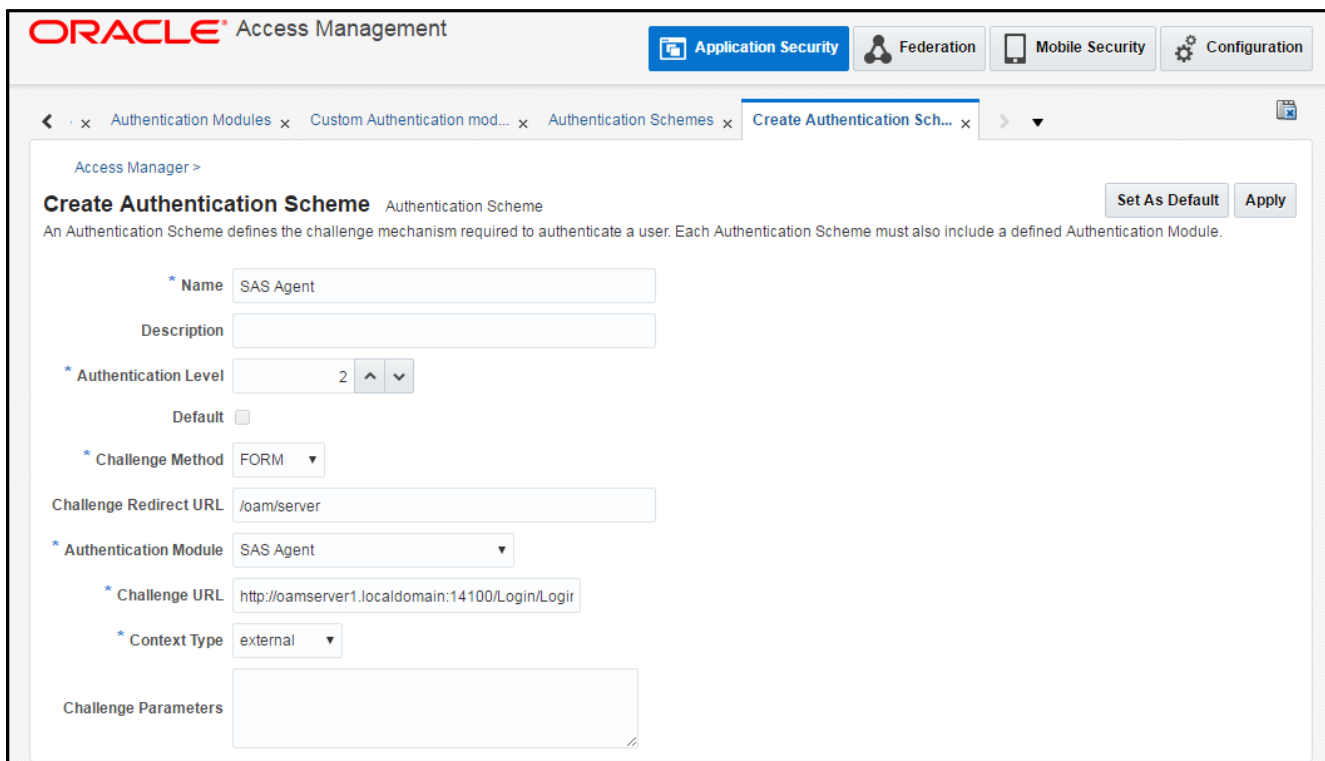 ORACLE® Access Management
Application Security Federation Mobile Security Configuration
Authentication Modules x Custom Authentication mod... x Authentication Schemes x Create Authentication Sch... x
Access Manager >
Create Authentication Scheme Authentication Scheme Set As Default Apply
An Authentication Scheme defines the challenge mechanism required to authenticate a user. Each Authentication Scheme must also include a defined Authentication Module.
* Name SAS Agent
Description
* Authentication Level 2
Default
* Challenge Method FORM
Challenge Redirect URL /oam/server
* Authentication Module SAS Agent
* Challenge URL http://oamserver1.localdomain:14100/Login/Login
* Context Type external
Challenge Parameters